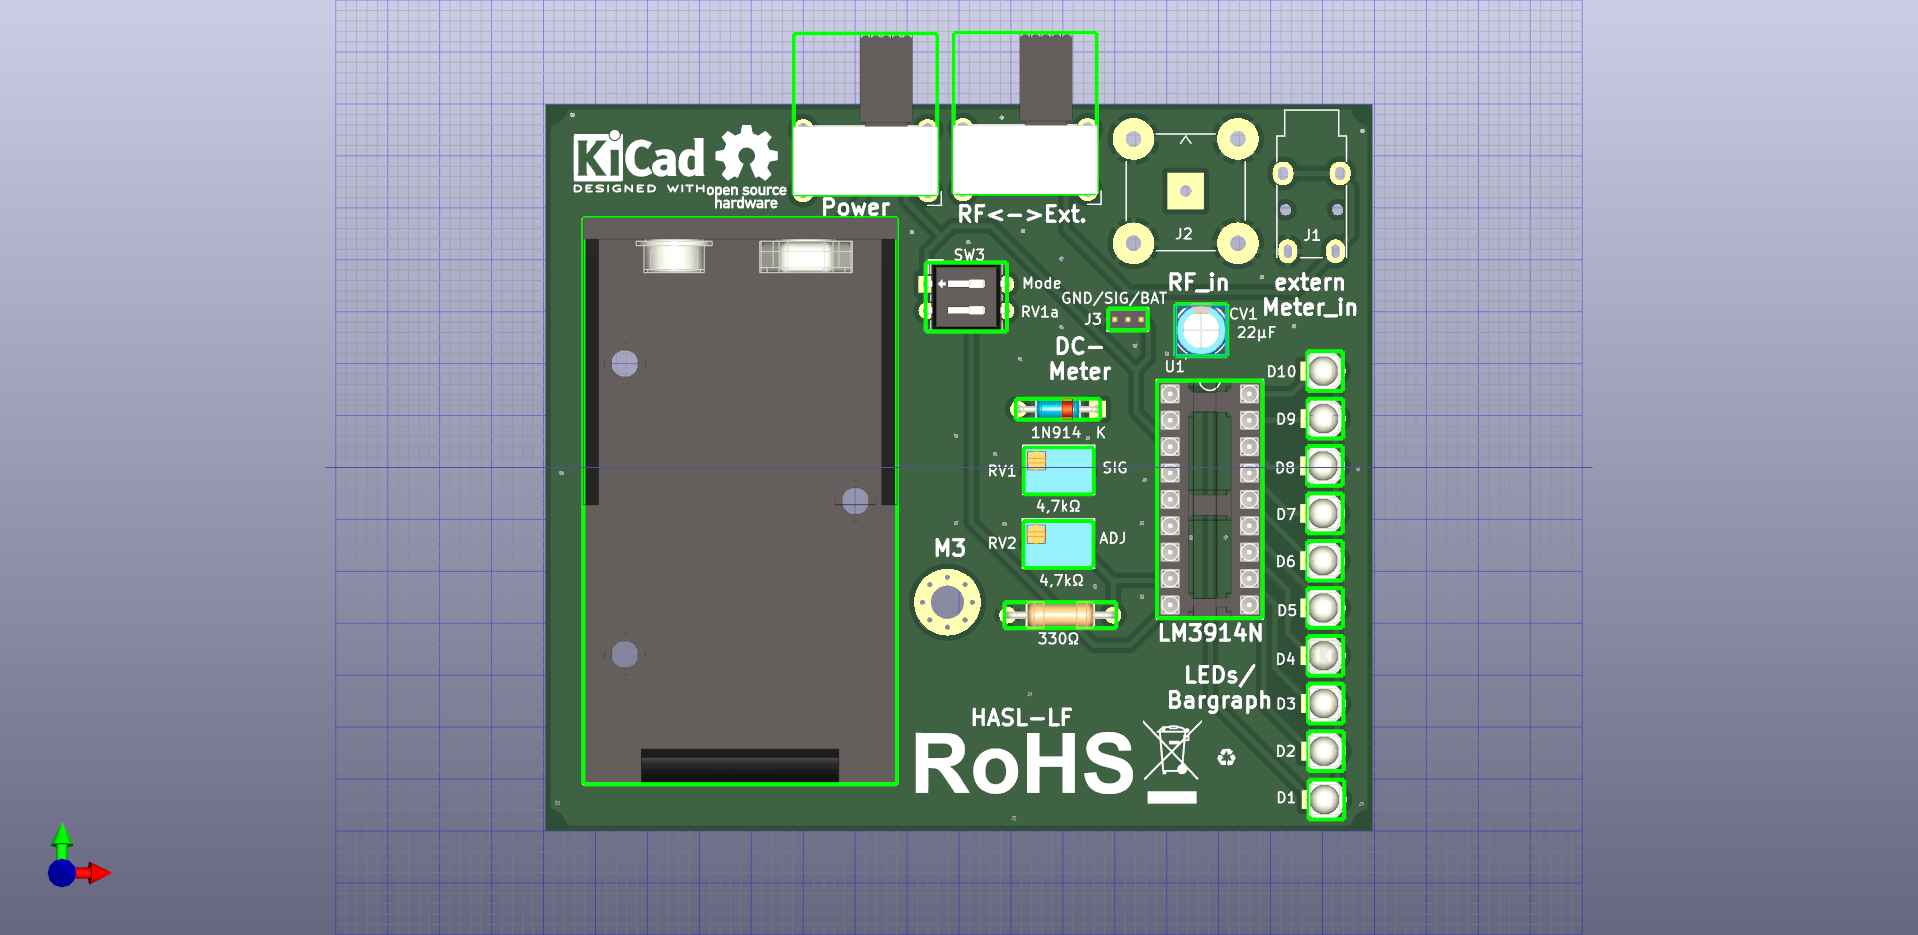 KiCad
DESIGNED WITH
open source
hardware
Power
RF<->Ext.
J2
J1
SW3
Mode
RV1a
RF_in
extern
Meter_in
GND/SIG/BAT
J3
CV1
22µF
DC-
Meter
U1
D10
1N914 K
D9
RV1
SIG
D8
4,7kΩ
D7
RV2
ADJ
M3
4,7kΩ
D6
330Ω
D5
LM3914N
D4
LEDs/
Bargraph
D3
HASL-LF
RoHS
D2
D1